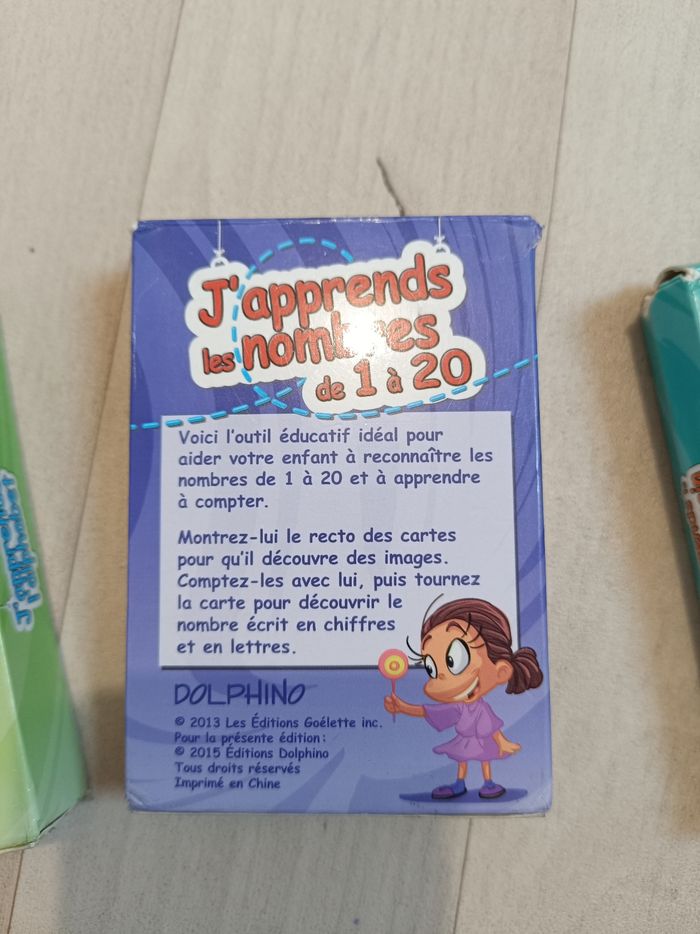 J'apprends
les nombres
de 1 à 20
Voici l'outil éducatif idéal pour
aider votre enfant à reconnaître les
nombres de 1 à 20 et à apprendre
à compter.
Montrez-lui le recto des cartes
pour qu'il découvre des images.
Comptez-les avec lui, puis tournez
la carte pour découvrir le
nombre écrit en chiffres
et en lettres.
DOLPHINO
© 2013 Les Éditions Goélette inc.
Pour la présente édition :
© 2015 Éditions Dolphino
Tous droits réservés
Imprimé en Chine